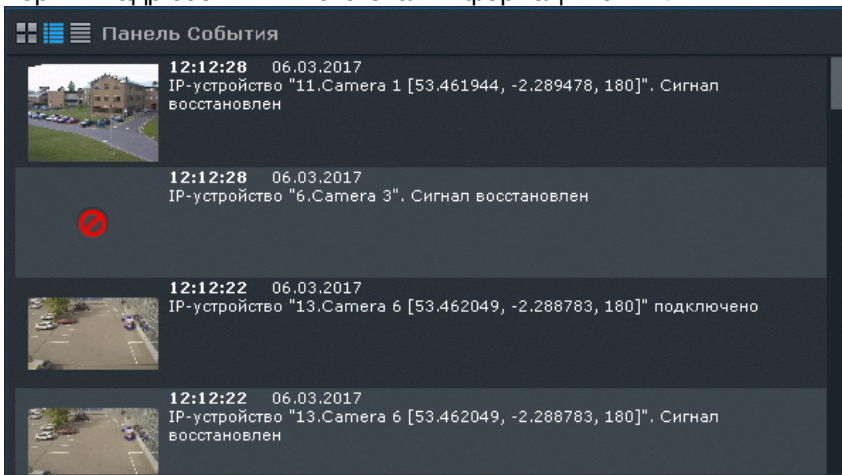 Панель События
12:12:28 06.03.2017
IP-устройство "11.Camera 1 [53.461944, -2.289478, 180]". Сигнал
восстановлен
12:12:28 06.03.2017
IP-устройство "6.Camera 3". Сигнал восстановлен
12:12:22 06.03.2017
IP-устройство "13.Camera 6 [53.462049, -2.288783, 180]" подключено
12:12:22 06.03.2017
IP-устройство "13.Camera 6 [53.462049, -2.288783, 180]". Сигнал
восстановлен